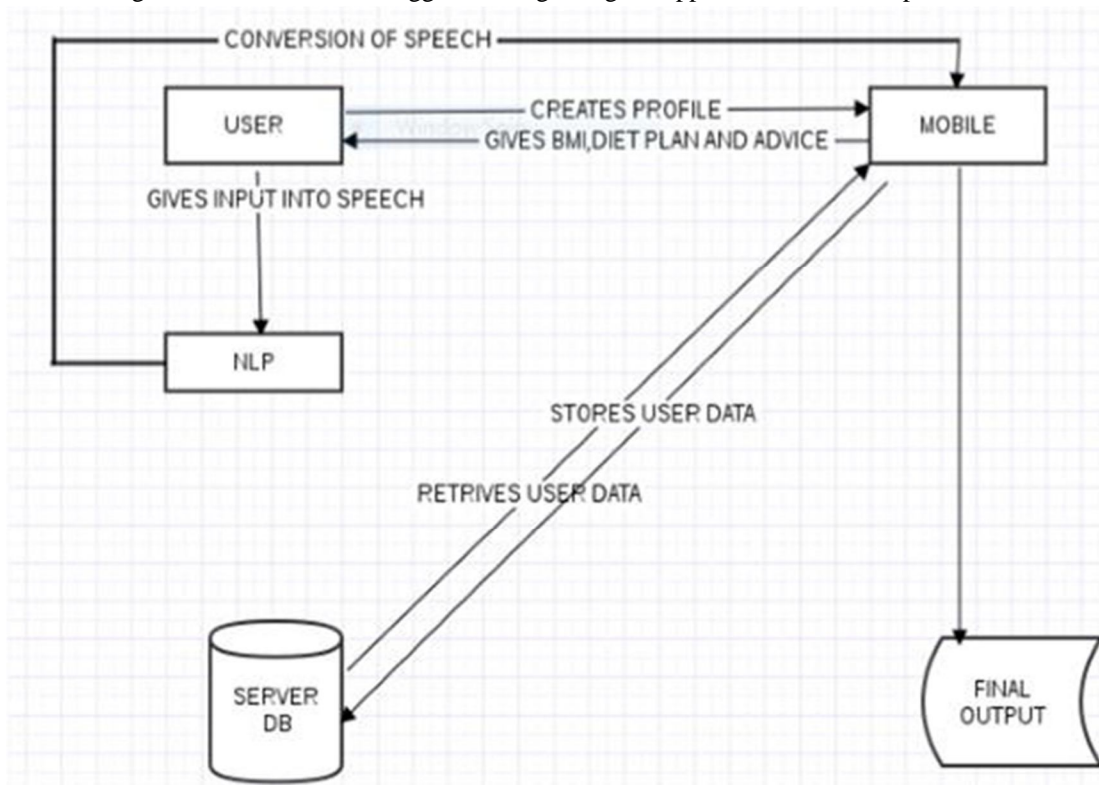 CONVERSION OF SPEECH
USER
CREATES PROFILE
MOBILE
GIVES BMI,DIET PLAN AND ADVICE
GIVES INPUT INTO SPEECH
NLP
STORES USER DATA
RETRIVES USER DATA
SERVER
DB
FINAL
OUTPUT